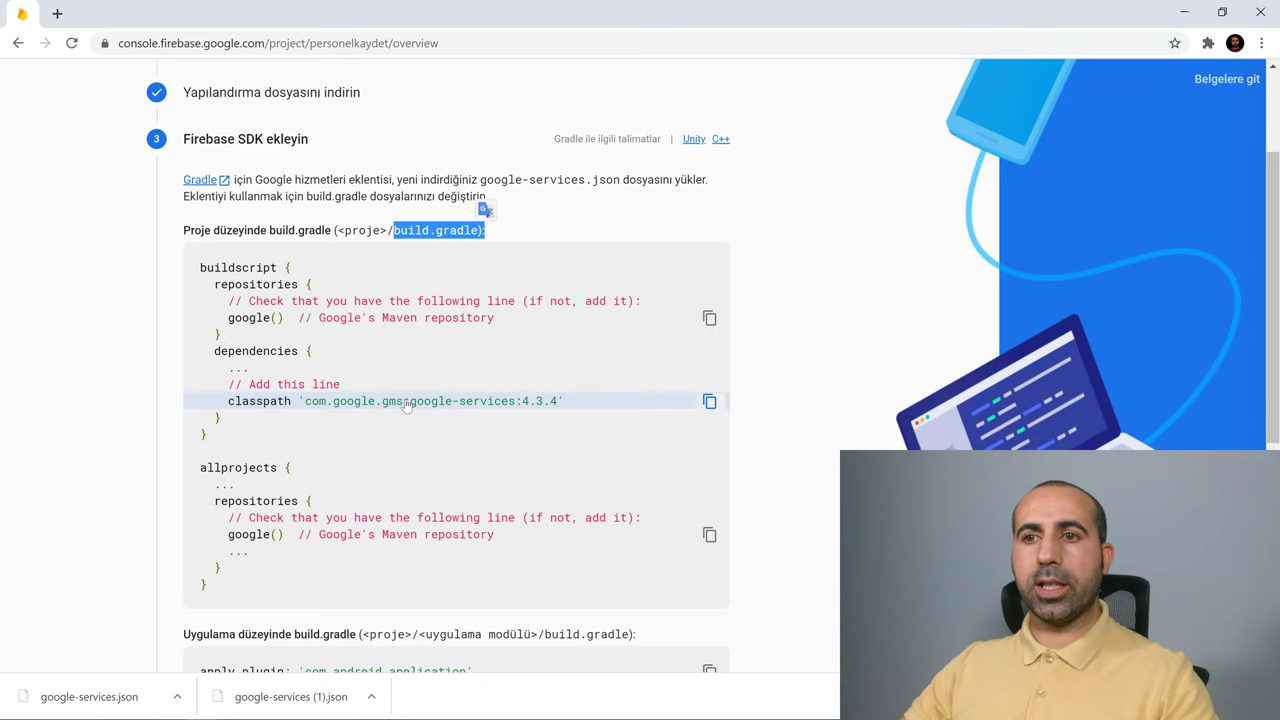 console.firebase.google.com/project/personelkaydet/overview
Belgelere git
Yapılandırma dosyasını indirin
3 Firebase SDK ekleyin Gradle ile ilgili talimatlar | Unity C++
Gradle için Google hizmetleri eklentisi, yeni indirdiğiniz google-services.json dosyasını yükler.
Eklentiyi kullanmak için build.gradle dosyalarınızı değiştirin.
Proje düzeyinde build.gradle (<proje>/build.gradle):
buildscript {
repositories {
// Check that you have the following line (if not, add it):
google() // Google's Maven repository
}
dependencies {
...
// Add this line
classpath 'com.google.gms:google-services:4.3.4'
}
}
allprojects {
...
repositories {
// Check that you have the following line (if not, add it):
google() // Google's Maven repository
...
}
}
Uygulama düzeyinde build.gradle (<proje>/<uygulama modülü>/build.gradle):
apply plugin: 'com.android.application'
google-services.json
google-services (1).json